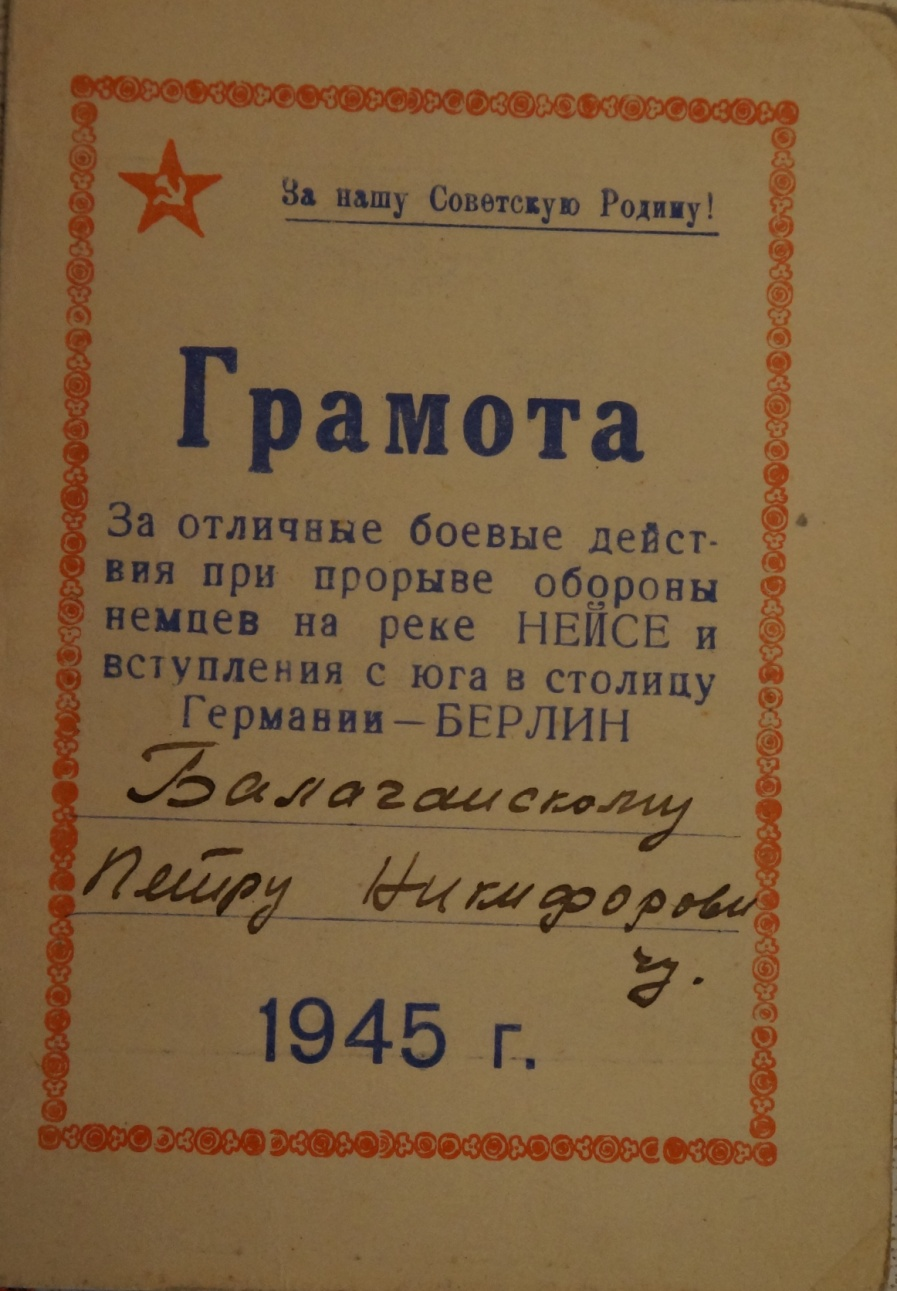 За нашу Советскую Родину!
Грамота
За отличные боевые дейст-
вия при прорыве обороны
немцев на реке НЕЙСЕ и
вступления с юга в столицу
Германии — БЕРЛИН
Балаганскому
Петру Никифорови
чу.
1945 г.